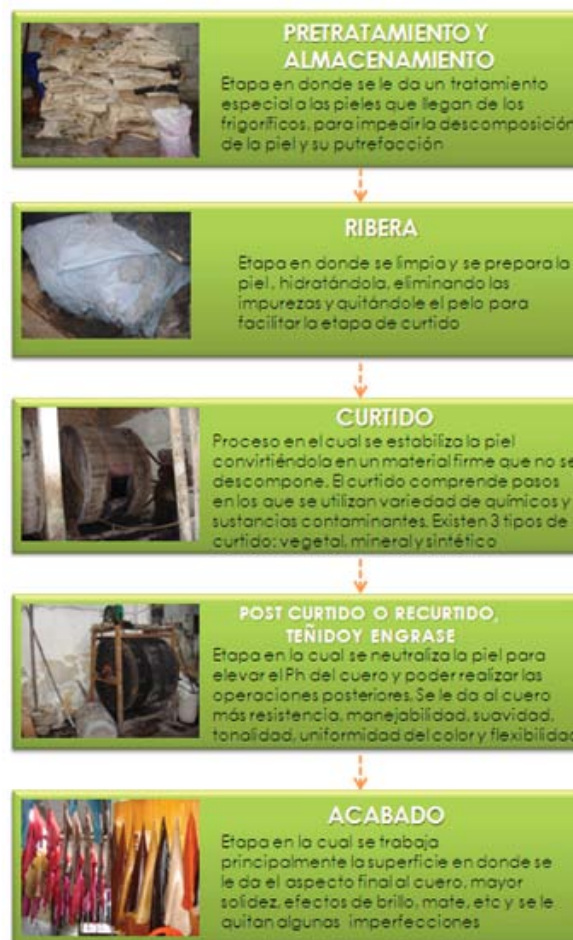 PRETRATAMIENTO Y
ALMACENAMIENTO
Etapa en donde se le da un tratamiento
especial a las pieles que llegan de los
frigoríficos, para impedir la descomposición
de la piel y su putrefacción
RIBERA
Etapa en donde se limpia y se prepara la
piel, hidratándola, eliminando las
impurezas y quitándole el pelo para
facilitar la etapa de curtido
CURTIDO
Proceso en el cual se estabiliza la piel
convirtiéndola en un material firme que no se
descompone. El curtido comprende pasos
en los que se utilizan variedad de químicos y
sustancias contaminantes. Existen 3 tipos de
curtido: vegetal, mineral y sintético
POST CURTIDO O RECURTIDO,
TEÑIDO Y ENGRASE
Etapa en la cual se neutraliza la piel para
elevar el Ph del cuero y poder realizar las
operaciones posteriores. Se le da al cuero
más resistencia, manejabilidad, suavidad,
tonalidad, uniformidad del color y flexibilidad
ACABADO
Etapa en la cual se trabaja
principalmente la superficie en donde se
le da el aspecto final al cuero, mayor
solidez, efectos de brillo, mate, etc y se le
quitan algunas imperfecciones